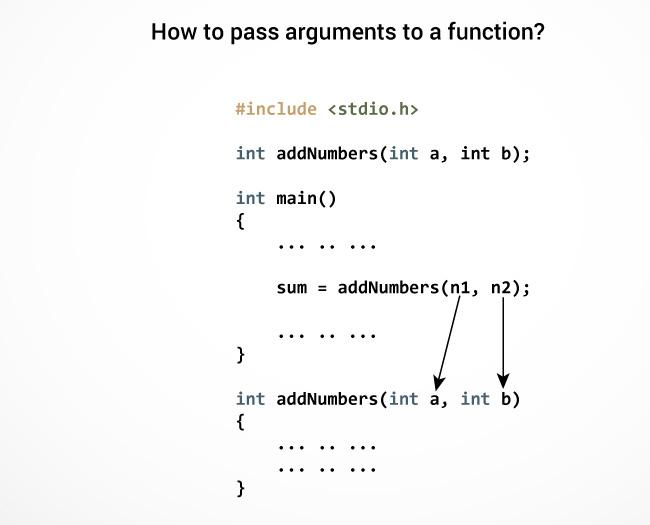 How to pass arguments to a function?
#include <stdio.h>
int addNumbers(int a, int b);
int main()
{
... .. ...
sum = addNumbers(n1, n2);
... .. ...
}
int addNumbers(int a, int b)
{
... .. ...
... .. ...
}